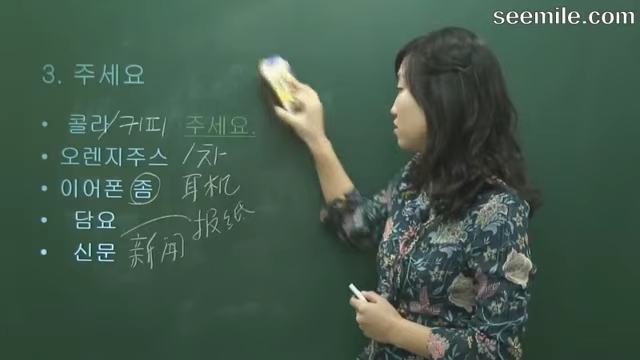 seemile.com
3. 주세요
• 콜라/커피 주세요.
• 오렌지주스 /차
• 이어폰 좀 耳机
• 담요
• 신문 新闻 报纸
seemile